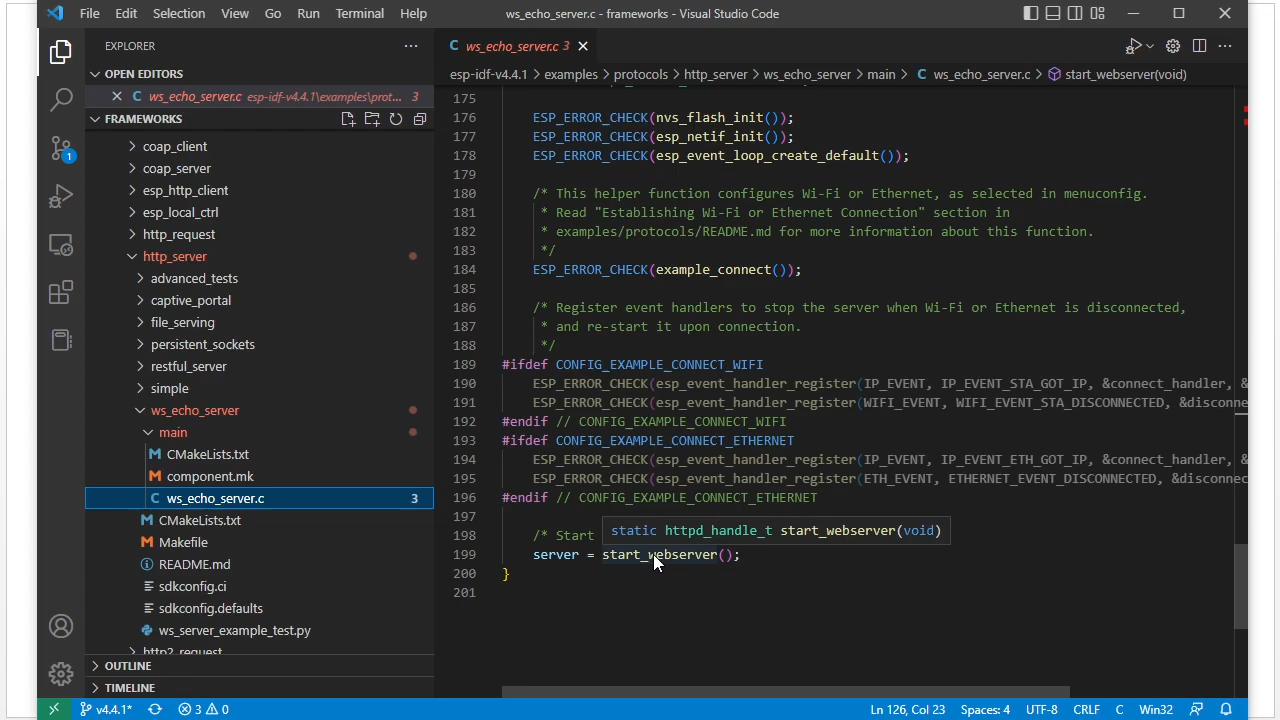 File Edit Selection View Go Run Terminal Help ws_echo_server.c - frameworks - Visual Studio Code
EXPLORER
OPEN EDITORS
ws_echo_server.c esp-idf-v4.4.1\examples\prot... 3
FRAMEWORKS
coap_client
coap_server
esp_http_client
esp_local_ctrl
http_request
http_server
advanced_tests
captive_portal
file_serving
persistent_sockets
restful_server
simple
ws_echo_server
main
CMakeLists.txt
component.mk
ws_echo_server.c 3
CMakeLists.txt
Makefile
README.md
sdkconfig.ci
sdkconfig.defaults
ws_server_example_test.py
http2_request
OUTLINE
TIMELINE
1
C ws_echo_server.c 3
esp-idf-v4.4.1 > examples > protocols > http_server > ws_echo_server > main > C ws_echo_server.c > start_webserver(void)
175
176 ESP_ERROR_CHECK(nvs_flash_init());
177 ESP_ERROR_CHECK(esp_netif_init());
178 ESP_ERROR_CHECK(esp_event_loop_create_default());
179
180 /* This helper function configures Wi-Fi or Ethernet, as selected in menuconfig.
181 * Read "Establishing Wi-Fi or Ethernet Connection" section in
182 * examples/protocols/README.md for more information about this function.
183 */
184 ESP_ERROR_CHECK(example_connect());
185
186 /* Register event handlers to stop the server when Wi-Fi or Ethernet is disconnected,
187 * and re-start it upon connection.
188 */
189 #ifdef CONFIG_EXAMPLE_CONNECT_WIFI
190 ESP_ERROR_CHECK(esp_event_handler_register(IP_EVENT, IP_EVENT_STA_GOT_IP, &connect_handler, &
191 ESP_ERROR_CHECK(esp_event_handler_register(WIFI_EVENT, WIFI_EVENT_STA_DISCONNECTED, &disconne
192 #endif // CONFIG_EXAMPLE_CONNECT_WIFI
193 #ifdef CONFIG_EXAMPLE_CONNECT_ETHERNET
194 ESP_ERROR_CHECK(esp_event_handler_register(IP_EVENT, IP_EVENT_ETH_GOT_IP, &connect_handler, &
195 ESP_ERROR_CHECK(esp_event_handler_register(ETH_EVENT, ETHERNET_EVENT_DISCONNECTED, &disconne
196 #endif // CONFIG_EXAMPLE_CONNECT_ETHERNET
197
198 /* Start
static httpd_handle_t start_webserver(void)
199 server = start_webserver();
200 }
201
v4.4.1* 3 0 Ln 126, Col 23 Spaces: 4 UTF-8 CRLF C Win32